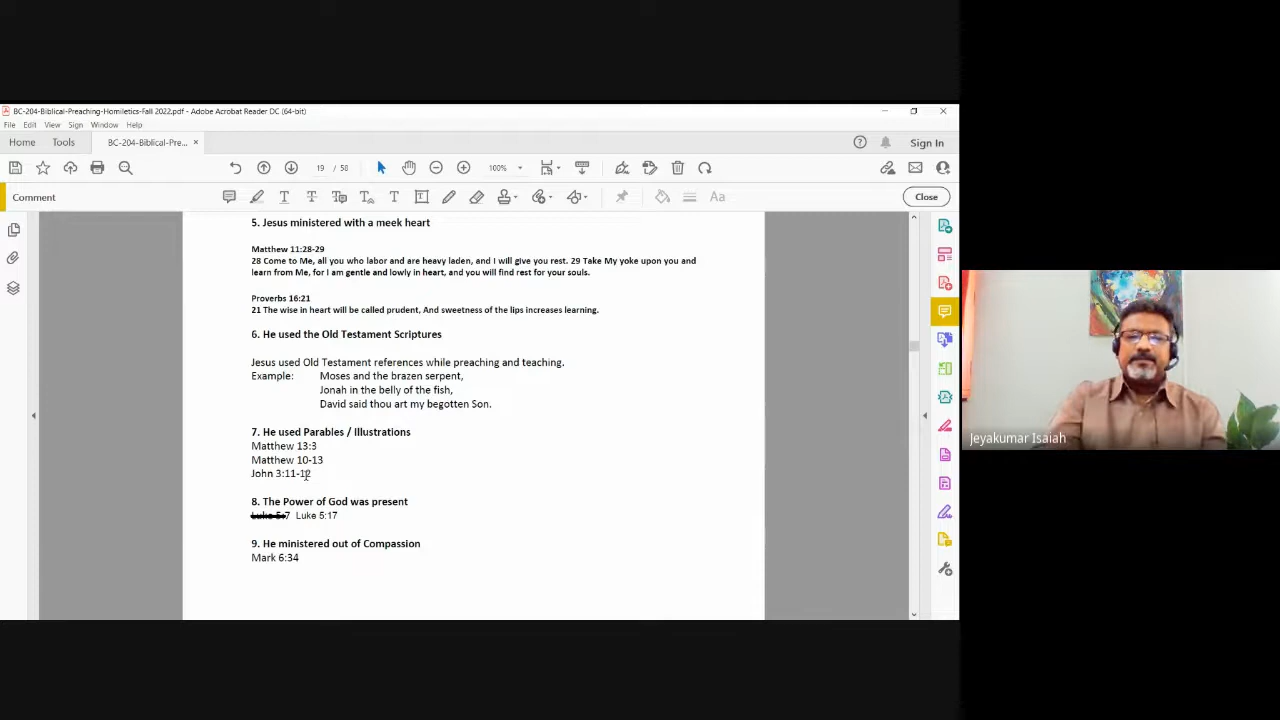 BC-204-Biblical-Preaching-Homiletics-Fall 2022.pdf - Adobe Acrobat Reader DC (64-bit)
File Edit View Sign Window Help
Home Tools BC-204-Biblical-Pre... × Sign In
19 / 58 100%
Comment Close
5. Jesus ministered with a meek heart
Matthew 11:28-29
28 Come to Me, all you who labor and are heavy laden, and I will give you rest. 29 Take My yoke upon you and
learn from Me, for I am gentle and lowly in heart, and you will find rest for your souls.
Proverbs 16:21
21 The wise in heart will be called prudent, And sweetness of the lips increases learning.
6. He used the Old Testament Scriptures
Jesus used Old Testament references while preaching and teaching.
Example: Moses and the brazen serpent,
Jonah in the belly of the fish,
David said thou art my begotten Son.
7. He used Parables / Illustrations
Matthew 13:3
Matthew 10-13
John 3:11-12
8. The Power of God was present
Luke 5:7 Luke 5:17
9. He ministered out of Compassion
Mark 6:34
Jeyakumar Isaiah